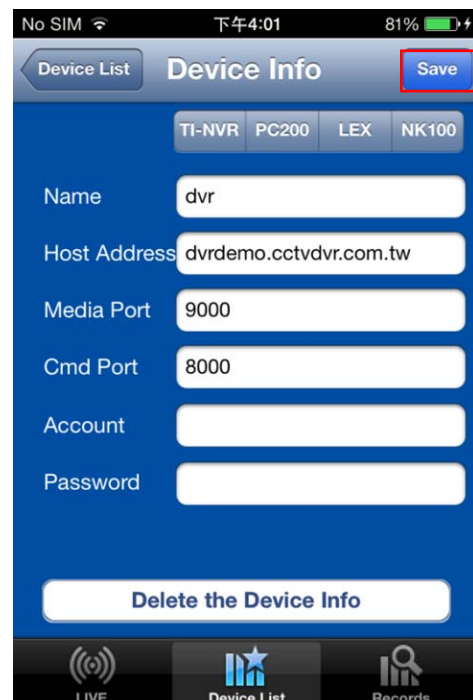 No SIM 下午4:01 81%
Device List Device Info Save
TI-NVR PC200 LEX NK100
Name dvr
Host Address dvrdemo.cctvdvr.com.tw
Media Port 9000
Cmd Port 8000
Account
Password
Delete the Device Info
LIVE Device List Records